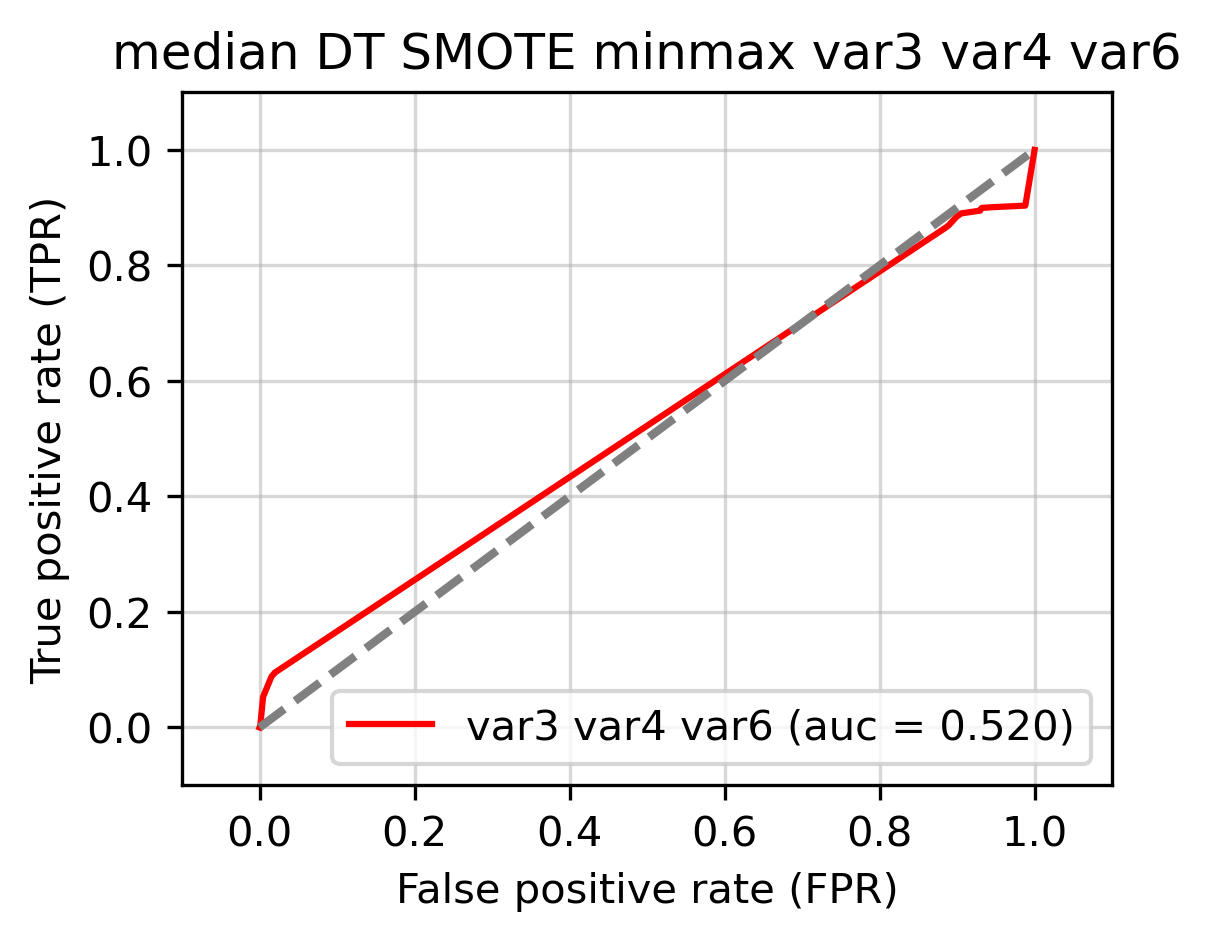 median DT SMOTE minmax var3 var4 var6
True positive rate (TPR)
1.0
0.8
0.6
0.4
0.2
0.0
var3 var4 var6 (auc = 0.520)
0.0 0.2 0.4 0.6 0.8 1.0
False positive rate (FPR)